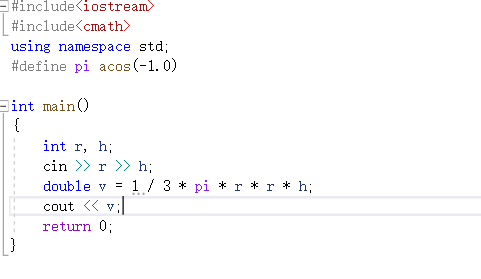 #include<iostream>
#include<cmath>
using namespace std;
#define pi acos(-1.0)
int main()
{
int r, h;
cin >> r >> h;
double v = 1 / 3 * pi * r * r * h;
cout << v;
return 0;
}